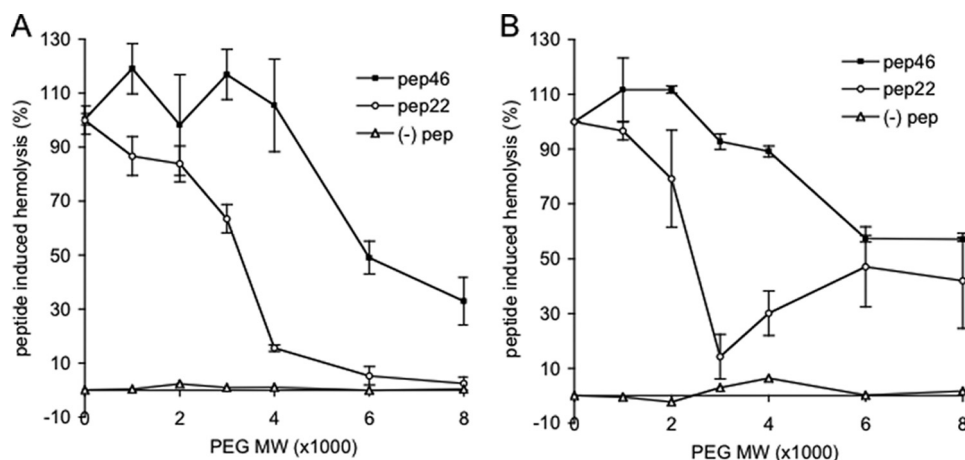 A
peptide induced hemolysis (%)
130
110
90
70
50
30
10
-10
pep46
pep22
(-) pep
0
2
4
6
8
PEG MW (x1000)
B
peptide induced hemolysis (%)
130
110
90
70
50
30
10
-10
pep46
pep22
(-) pep
0
2
4
6
8
PEG MW (x1000)